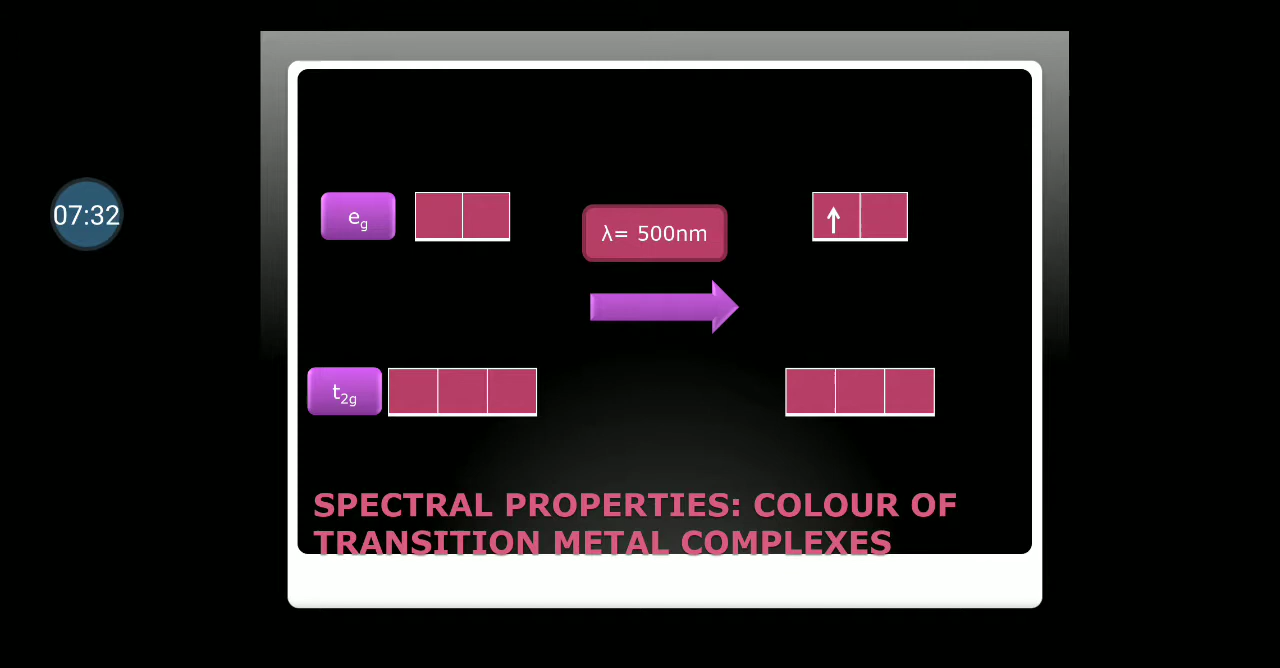 07:32
eg
λ= 500nm
t2g
SPECTRAL PROPERTIES: COLOUR OF
TRANSITION METAL COMPLEXES